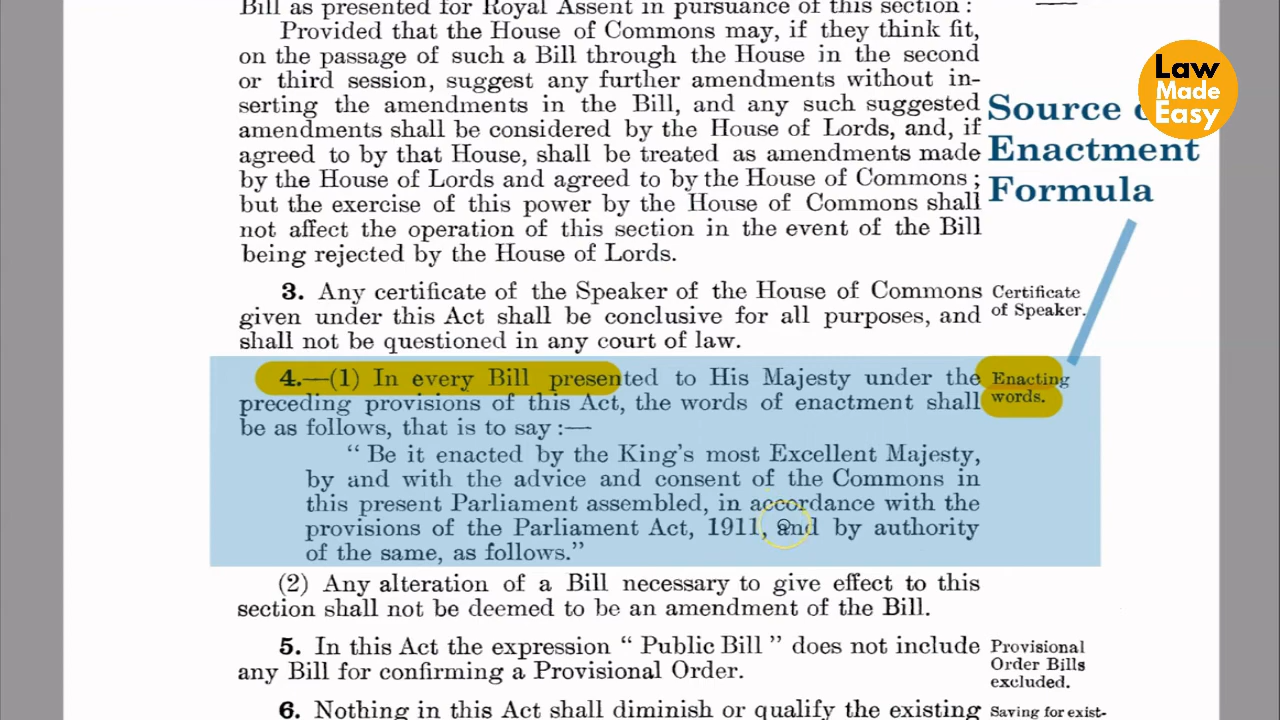 Bill as presented for Royal Assent in pursuance of this section :
Provided that the House of Commons may, if they think fit,
on the passage of such a Bill through the House in the second
or third session, suggest any further amendments without in-
serting the amendments in the Bill, and any such suggested
amendments shall be considered by the House of Lords, and, if
agreed to by that House, shall be treated as amendments made
by the House of Lords and agreed to by the House of Commons ;
but the exercise of this power by the House of Commons shall
not affect the operation of this section in the event of the Bill
being rejected by the House of Lords.
Law
Made
Easy
Source
Enactment
Formula
3. Any certificate of the Speaker of the House of Commons
given under this Act shall be conclusive for all purposes, and
shall not be questioned in any court of law.
Certificate
of Speaker.
4.—(1) In every Bill presented to His Majesty under the
preceding provisions of this Act, the words of enactment shall
be as follows, that is to say :—
Enacting
words.
“ Be it enacted by the King's most Excellent Majesty,
by and with the advice and consent of the Commons in
this present Parliament assembled, in accordance with the
provisions of the Parliament Act, 1911, and by authority
of the same, as follows.”
(2) Any alteration of a Bill necessary to give effect to this
section shall not be deemed to be an amendment of the Bill.
5. In this Act the expression “ Public Bill ” does not include
any Bill for confirming a Provisional Order.
Provisional
Order Bills
excluded.
6. Nothing in this Act shall diminish or qualify the existing
Saving for exist-